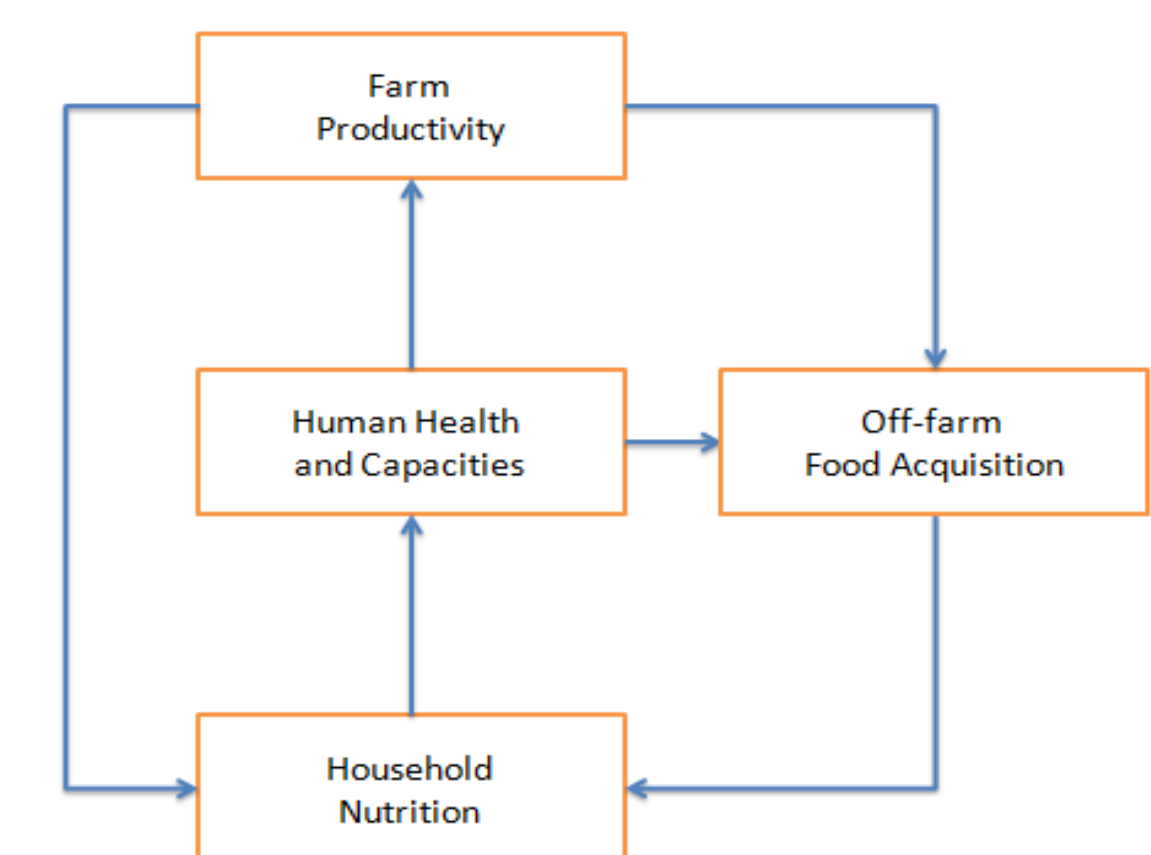 Farm
Productivity
Human Health
and Capacities
Off-farm
Food Acquisition
Household
Nutrition